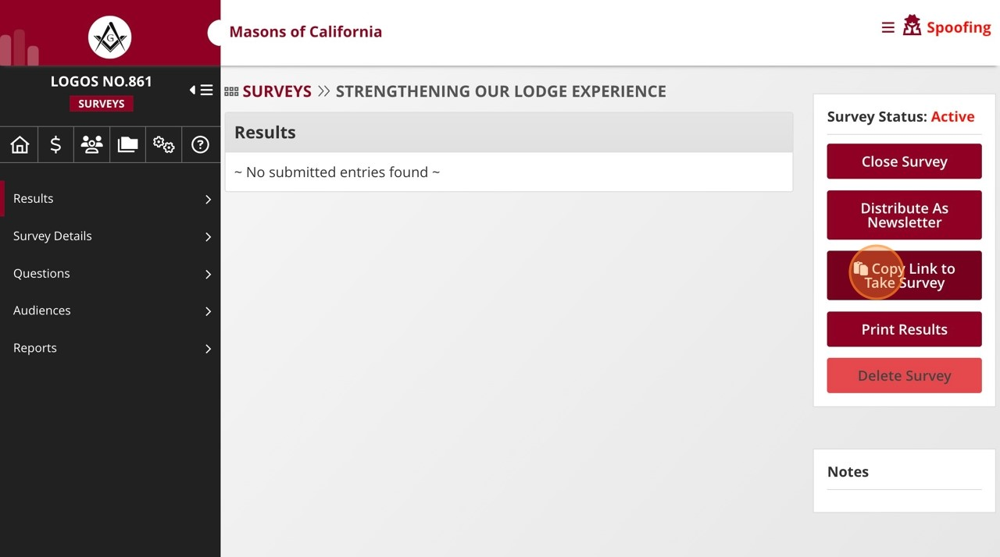 G
Masons of California
Spoofing
LOGOS NO.861
SURVEYS
SURVEYS >> STRENGTHENING OUR LODGE EXPERIENCE
Results
~ No submitted entries found ~
Results
Survey Details
Questions
Audiences
Reports
Survey Status: Active
Close Survey
Distribute As
Newsletter
Copy Link to
Take Survey
Print Results
Delete Survey
Notes